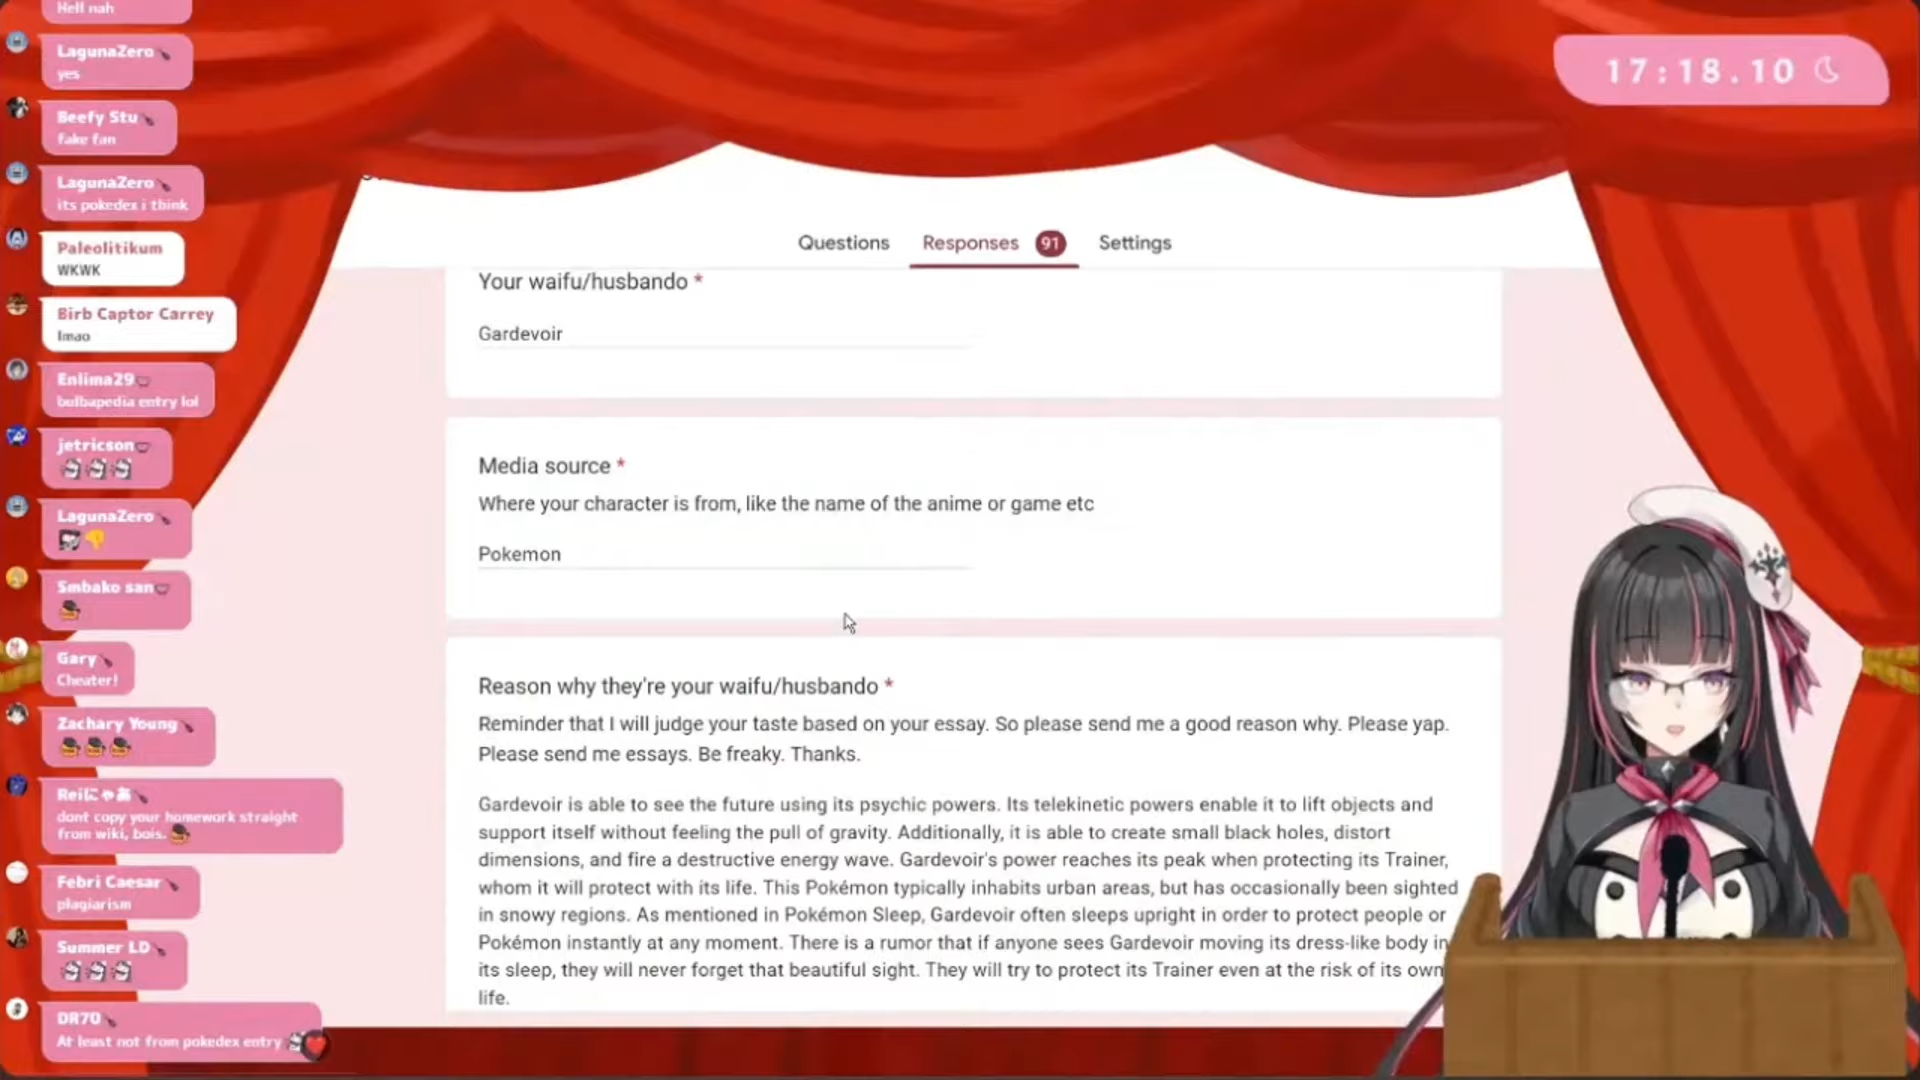 Hell nah
LagunaZero
yes
Beefy Stu
fake fan
LagunaZero
its pokedex i think
Paleolitikum
WKWK
Birb Captor Carrey
lmao
Enlima29
bulbapedia entry lol
jetricson
LagunaZero
Smbako san
Gary
Cheater!
Zachary Young
Reiにゃあ
dont copy your homework straight
from wiki, bois.
Febri Caesar
plagiarism
Summer LD
DR70
At least not from pokedex entry
17:18.10
Questions Responses 91 Settings
Your waifu/husbando *
Gardevoir
Media source *
Where your character is from, like the name of the anime or game etc
Pokemon
Reason why they're your waifu/husbando *
Reminder that I will judge your taste based on your essay. So please send me a good reason why. Please yap.
Please send me essays. Be freaky. Thanks.
Gardevoir is able to see the future using its psychic powers. Its telekinetic powers enable it to lift objects and
support itself without feeling the pull of gravity. Additionally, it is able to create small black holes, distort
dimensions, and fire a destructive energy wave. Gardevoir's power reaches its peak when protecting its Trainer,
whom it will protect with its life. This Pokémon typically inhabits urban areas, but has occasionally been sighted
in snowy regions. As mentioned in Pokémon Sleep, Gardevoir often sleeps upright in order to protect people or
Pokémon instantly at any moment. There is a rumor that if anyone sees Gardevoir moving its dress-like body in
its sleep, they will never forget that beautiful sight. They will try to protect its Trainer even at the risk of its own
life.